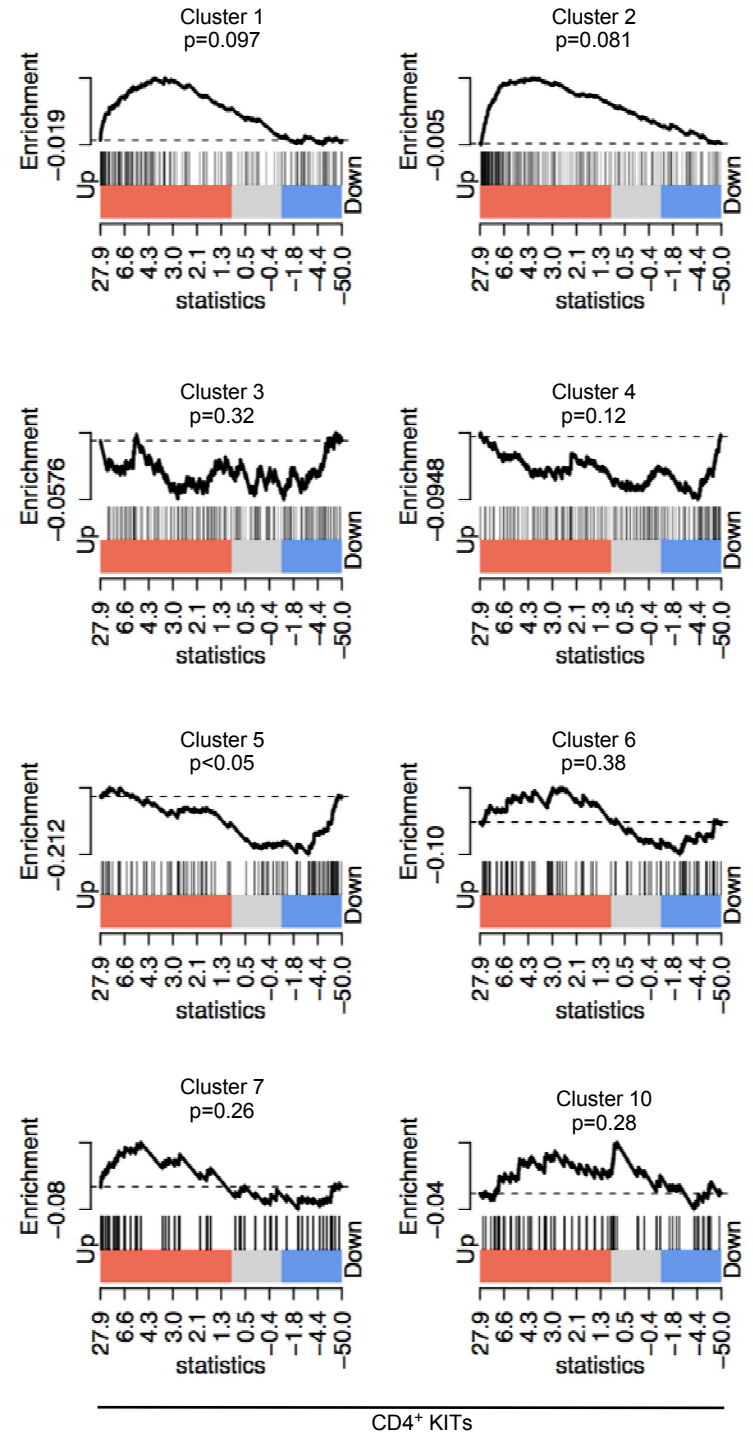 Cluster 1
p=0.097
Enrichment
−0.019
Up
Down
27.9 6.6 4.3 3.0 2.1 1.3 0.5 −0.4 −1.8 −4.4 −50.0
statistics
Cluster 2
p=0.081
Enrichment
−0.005
Up
Down
27.9 6.6 4.3 3.0 2.1 1.3 0.5 −0.4 −1.8 −4.4 −50.0
statistics
Cluster 3
p=0.32
Enrichment
−0.0576
Up
Down
27.9 6.6 4.3 3.0 2.1 1.3 0.5 −0.4 −1.8 −4.4 −50.0
statistics
Cluster 4
p=0.12
Enrichment
−0.0948
Up
Down
27.9 6.6 4.3 3.0 2.1 1.3 0.5 −0.4 −1.8 −4.4 −50.0
statistics
Cluster 5
p<0.05
Enrichment
−0.212
Up
Down
27.9 6.6 4.3 3.0 2.1 1.3 0.5 −0.4 −1.8 −4.4 −50.0
statistics
Cluster 6
p=0.38
Enrichment
−0.10
Up
Down
27.9 6.6 4.3 3.0 2.1 1.3 0.5 −0.4 −1.8 −4.4 −50.0
statistics
Cluster 7
p=0.26
Enrichment
−0.08
Up
Down
27.9 6.6 4.3 3.0 2.1 1.3 0.5 −0.4 −1.8 −4.4 −50.0
statistics
Cluster 10
p=0.28
Enrichment
−0.04
Up
Down
27.9 6.6 4.3 3.0 2.1 1.3 0.5 −0.4 −1.8 −4.4 −50.0
statistics
CD4⁺ KITs